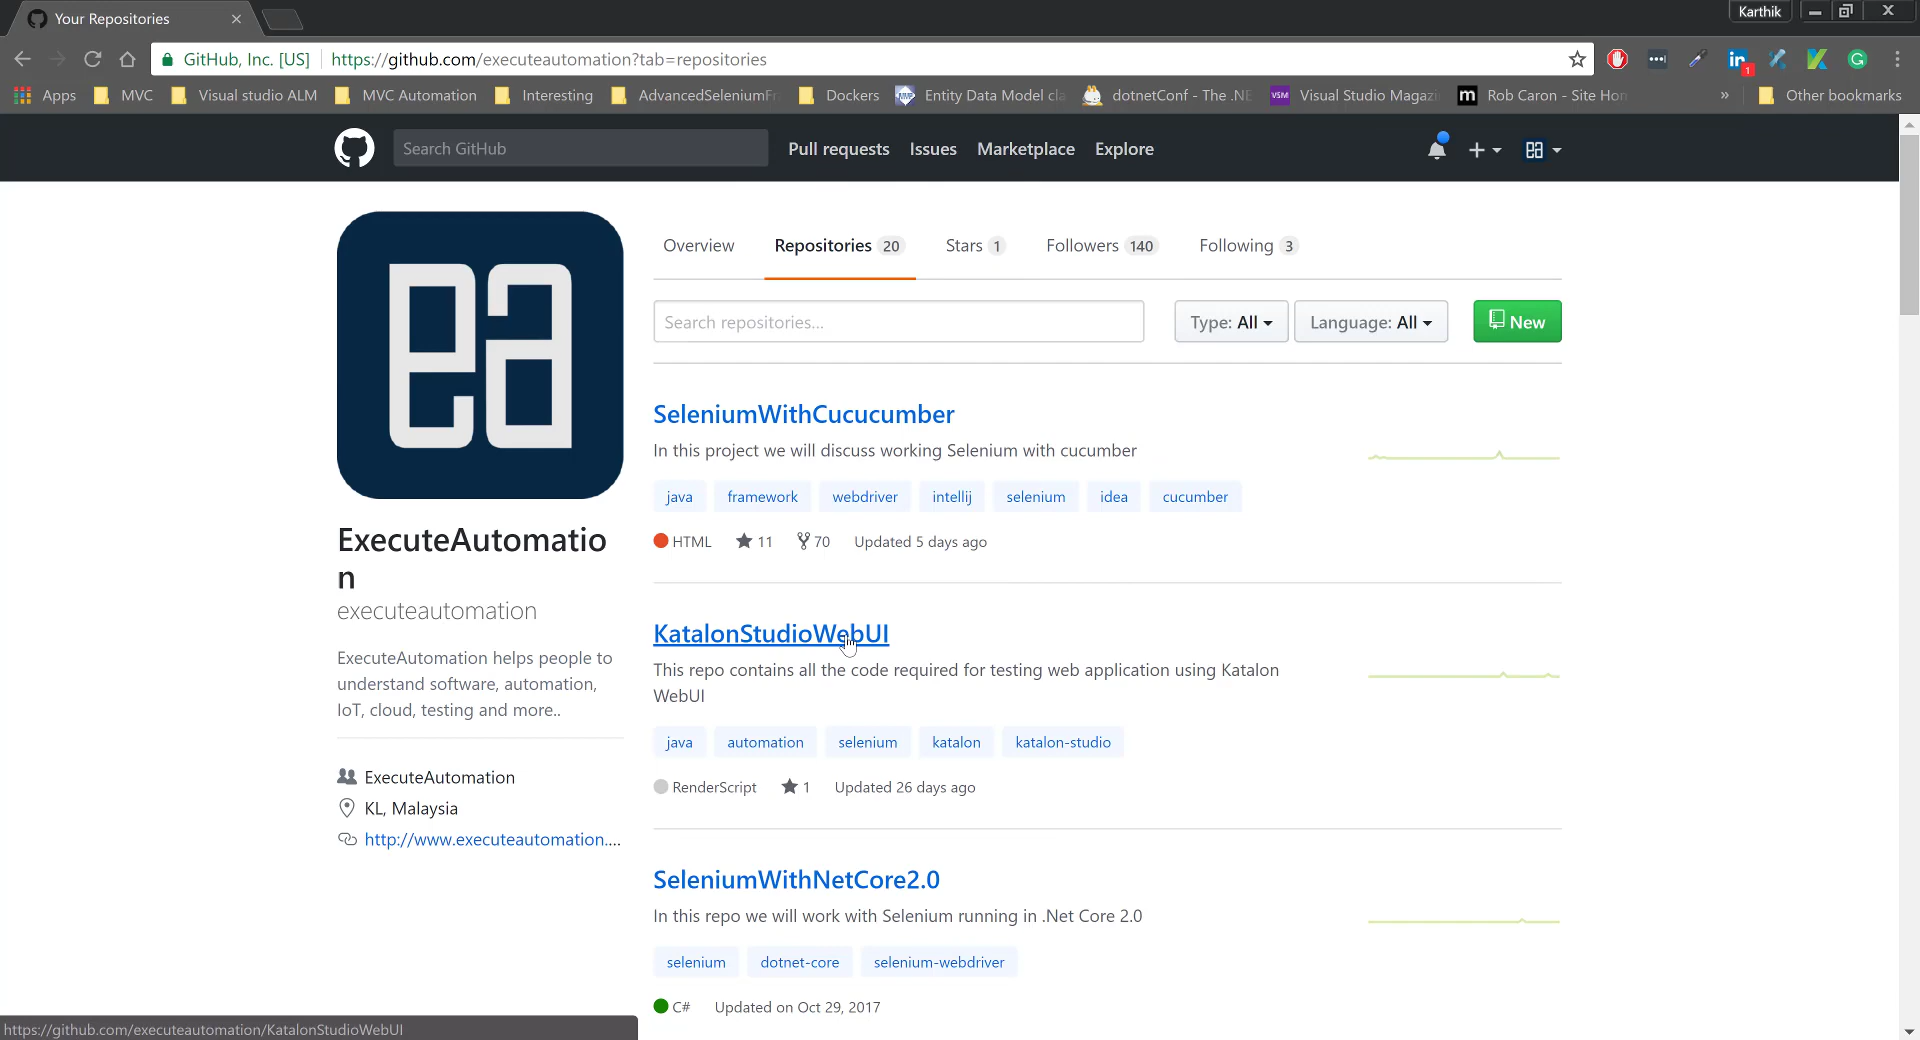 Your Repositories
Karthik
GitHub, Inc. [US] https://github.com/executeautomation?tab=repositories
Apps MVC Visual studio ALM MVC Automation Interesting AdvancedSeleniumFr Dockers Entity Data Model cla dotnetConf - The .NE Visual Studio Magazi Rob Caron - Site Hom » Other bookmarks
Search GitHub Pull requests Issues Marketplace Explore
Overview Repositories 20 Stars 1 Followers 140 Following 3
Search repositories... Type: All Language: All New
SeleniumWithCucucumber
In this project we will discuss working Selenium with cucumber
java framework webdriver intellij selenium idea cucumber
HTML 11 70 Updated 5 days ago
ExecuteAutomatio
n
executeautomation
ExecuteAutomation helps people to
understand software, automation,
IoT, cloud, testing and more..
ExecuteAutomation
KL, Malaysia
http://www.executeautomation....
KatalonStudioWebUI
This repo contains all the code required for testing web application using Katalon
WebUI
java automation selenium katalon katalon-studio
RenderScript 1 Updated 26 days ago
SeleniumWithNetCore2.0
In this repo we will work with Selenium running in .Net Core 2.0
selenium dotnet-core selenium-webdriver
C# Updated on Oct 29, 2017
https://github.com/executeautomation/KatalonStudioWebUI